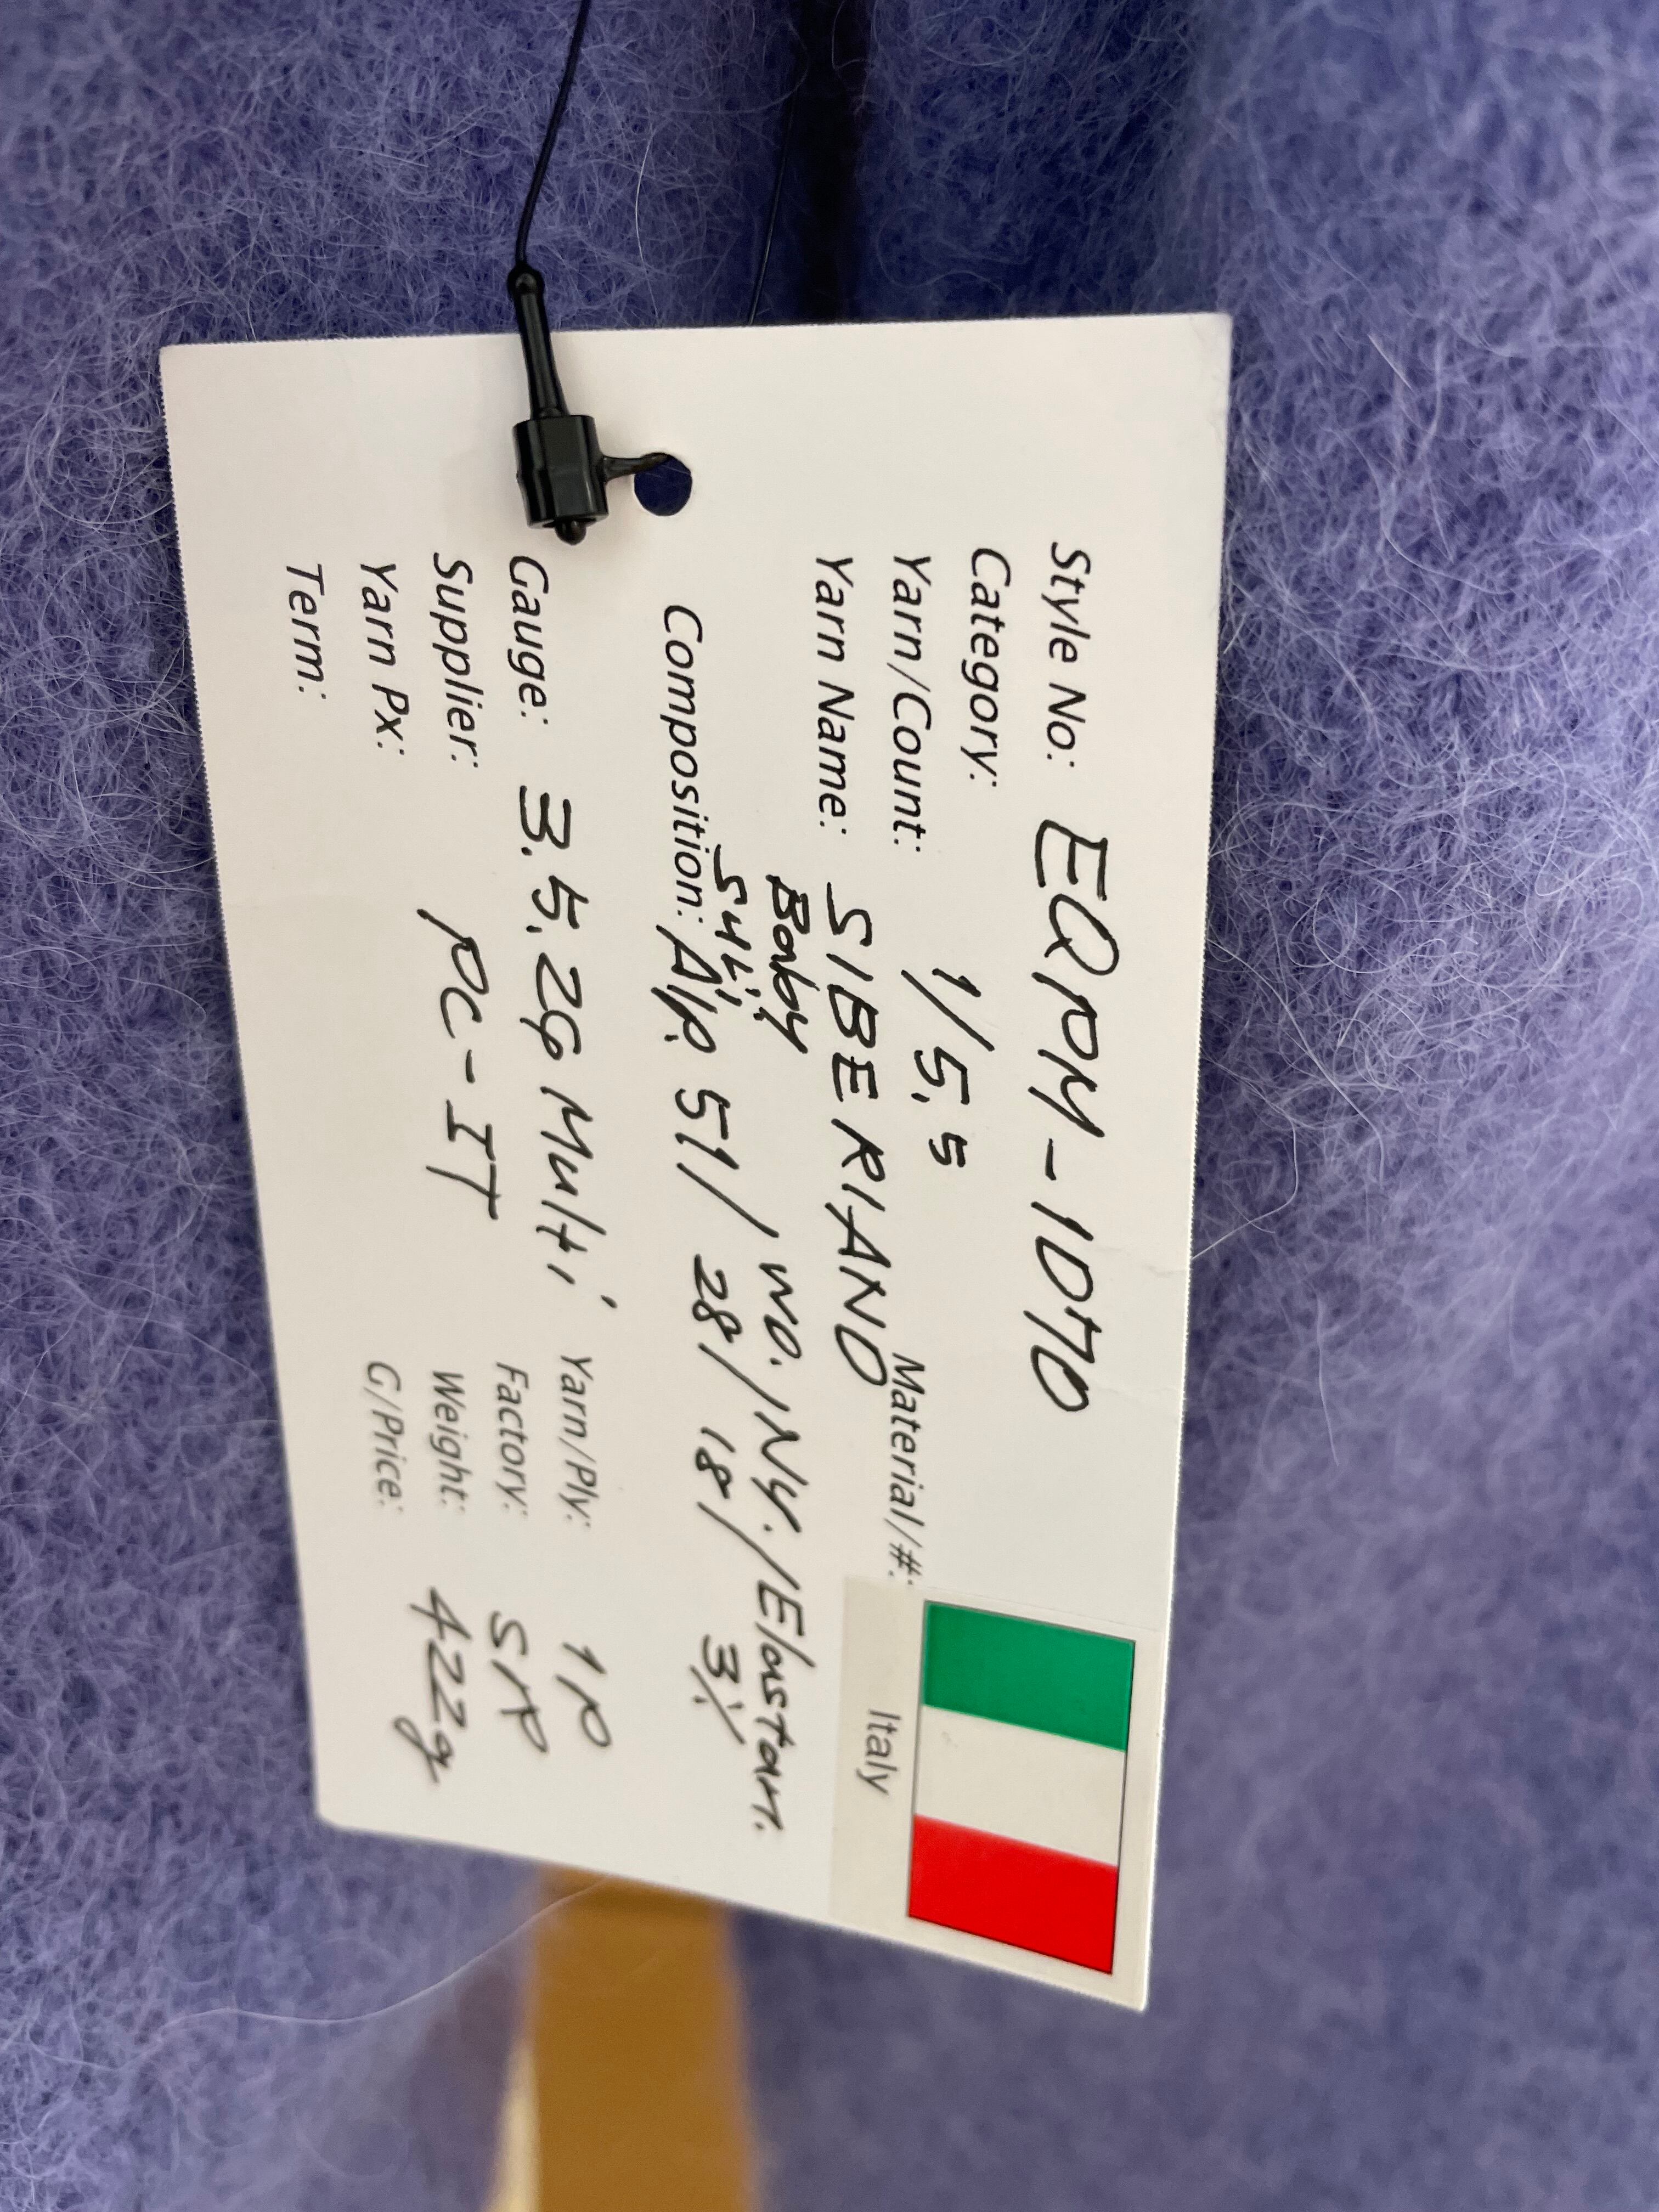 Style No: EQPM-1070
Category:
Yarn/Count: 1/5,5
Material/#:
Italy
Yarn Name: SIBERIANO
Baby / Wo. / Ny. / Elastan.
Composition: Alp. 51 / 28 / 18 / 3%
Gauge: 3.5.2G Multi
Yarn/Ply: 1P
Supplier: PC-IT
Factory: SIP
Yarn Px:
Weight: 422g
Term:
G/Price: